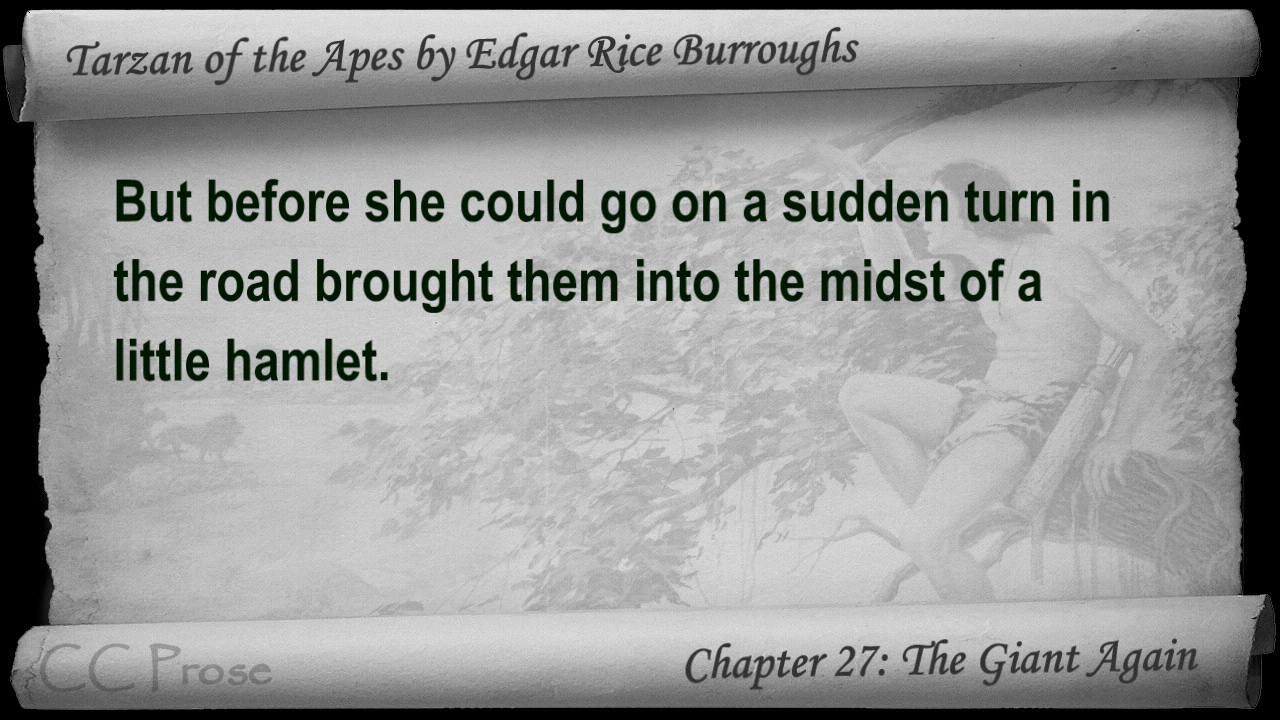 Tarzan of the Apes by Edgar Rice Burroughs
But before she could go on a sudden turn in
the road brought them into the midst of a
little hamlet.
CC Prose
Chapter 27: The Giant Again